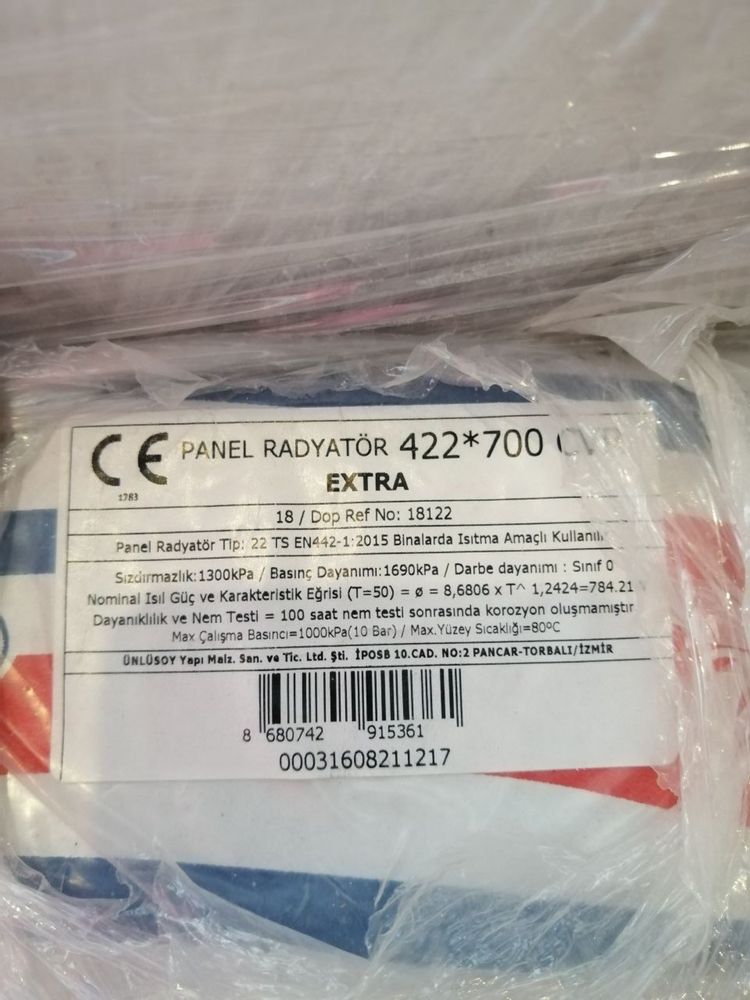 CE PANEL RADYATÖR 422*700
1783
EXTRA
18 / Dop Ref No: 18122
Panel Radyatör Tip: 22 TS EN442-1:2015 Binalarda Isıtma Amaçlı
Sızdırmazlık:1300kPa / Basınç Dayanımı:1690kPa / Darbe dayanımı : Sınıf 0
Nominal Isıl Güç ve Karakteristik Eğrisi (T=50) = ø = 8,6806 x T^ 1,2424=784.21
Dayanıklılık ve Nem Testi = 100 saat nem testi sonrasında korozyon oluşmamıştır
Max Çalışma Basıncı=1000kPa(10 Bar) / Max.Yüzey Sıcaklığı=80ºC
ÜNLÜSOY Yapı Malz. San. ve Tic. Ltd. Şti. İPOSB 10.CAD. NO:2 PANCAR-TORBALI/İZMİR
8 680742 915361
00031608211217